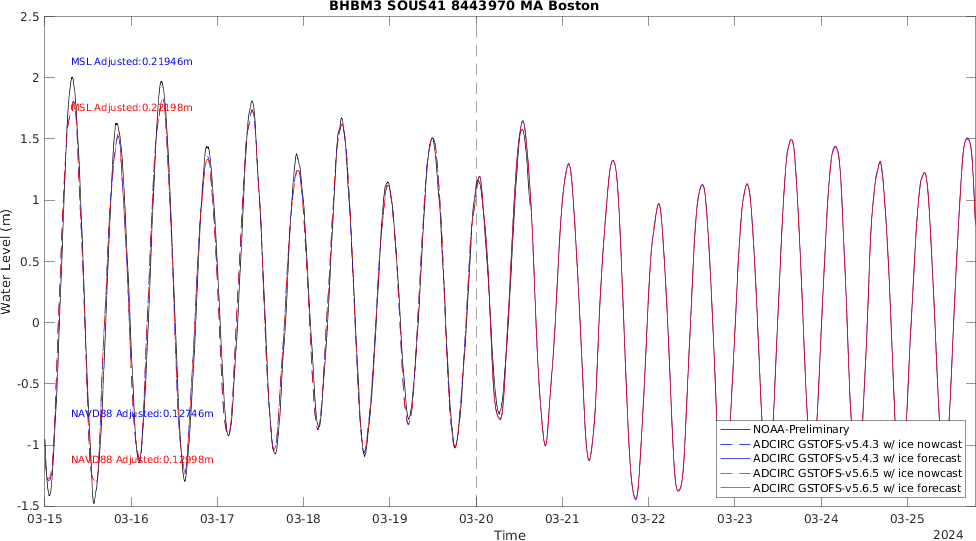 BHBM3 SOUS41 8443970 MA Boston
2.5
2
1.5
1
0.5
0
-0.5
-1
-1.5
Water Level (m)
MSL Adjusted:0.21946m
MSL Adjusted:0.22198m
NAVD88 Adjusted:0.12746m
NAVD88 Adjusted:0.12998m
NOAA-Preliminary
ADCIRC GSTOFS-v5.4.3 w/ ice nowcast
ADCIRC GSTOFS-v5.4.3 w/ ice forecast
ADCIRC GSTOFS-v5.6.5 w/ ice nowcast
ADCIRC GSTOFS-v5.6.5 w/ ice forecast
03-15 03-16 03-17 03-18 03-19 03-20 03-21 03-22 03-23 03-24 03-25
Time
2024